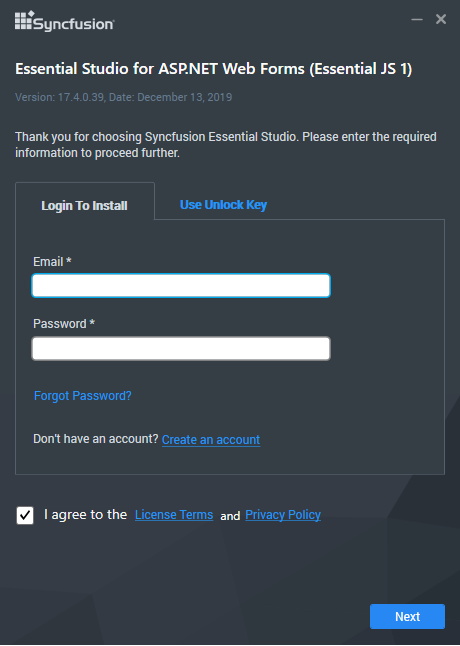 Syncfusion
Essential Studio for ASP.NET Web Forms (Essential JS 1)
Version: 17.4.0.39, Date: December 13, 2019
Thank you for choosing Syncfusion Essential Studio. Please enter the required
information to proceed further.
Login To Install Use Unlock Key
Email *
Password *
Forgot Password?
Don't have an account? Create an account
I agree to the License Terms and Privacy Policy
Next